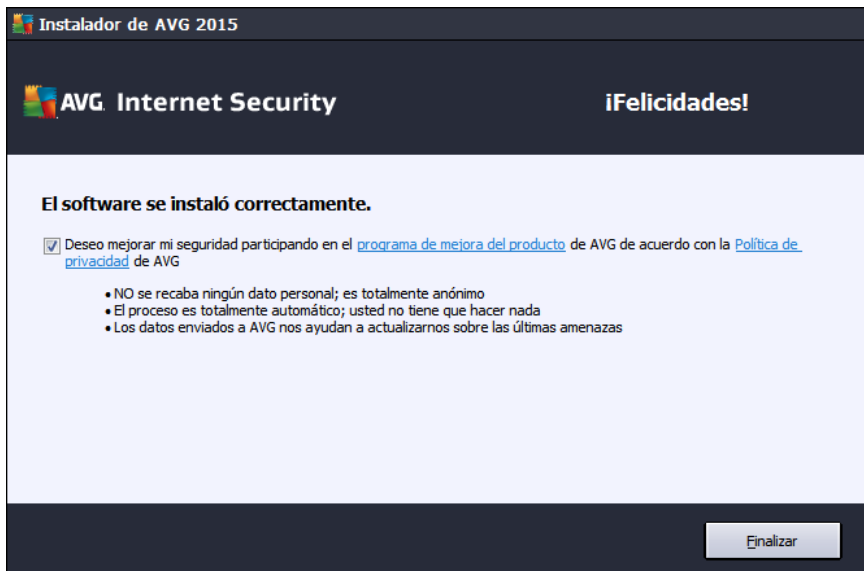 Instalador de AVG 2015
AVG. Internet Security
¡Felicidades!
El software se instaló correctamente.
Deseo mejorar mi seguridad participando en el programa de mejora del producto de AVG de acuerdo con la Política de
privacidad de AVG
• NO se recaba ningún dato personal; es totalmente anónimo
• El proceso es totalmente automático; usted no tiene que hacer nada
• Los datos enviados a AVG nos ayudan a actualizarnos sobre las últimas amenazas
Finalizar